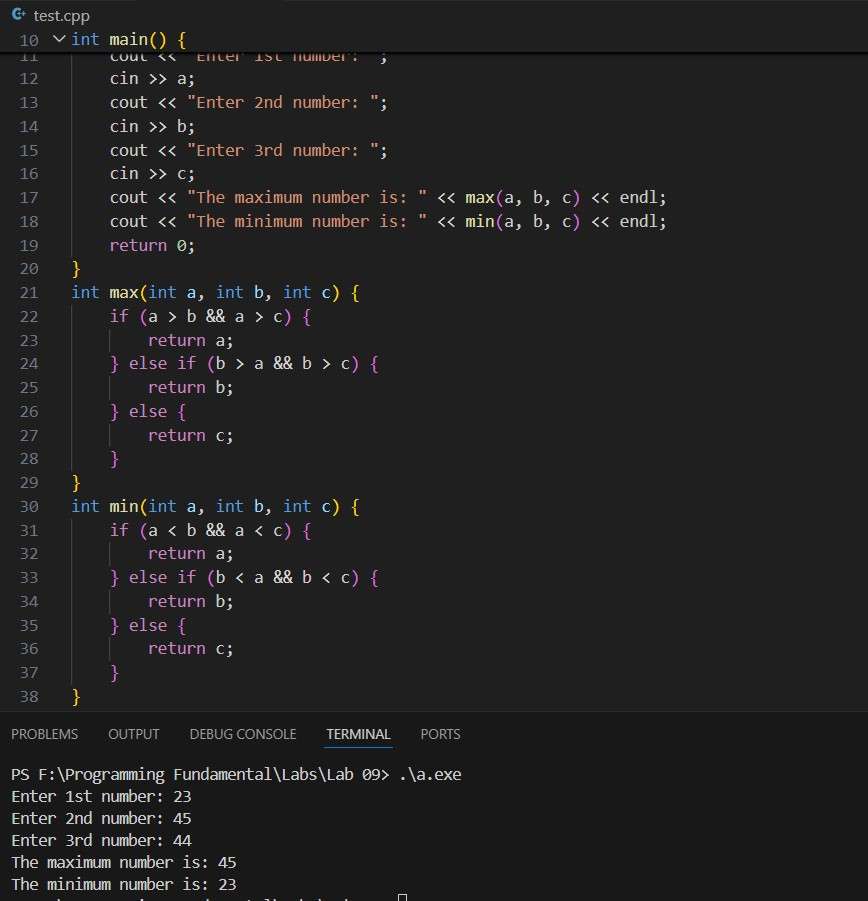 test.cpp
10 int main() {
11 cout << "Enter 1st number: ";
12 cin >> a;
13 cout << "Enter 2nd number: ";
14 cin >> b;
15 cout << "Enter 3rd number: ";
16 cin >> c;
17 cout << "The maximum number is: " << max(a, b, c) << endl;
18 cout << "The minimum number is: " << min(a, b, c) << endl;
19 return 0;
20 }
21 int max(int a, int b, int c) {
22 if (a > b && a > c) {
23 return a;
24 } else if (b > a && b > c) {
25 return b;
26 } else {
27 return c;
28 }
29 }
30 int min(int a, int b, int c) {
31 if (a < b && a < c) {
32 return a;
33 } else if (b < a && b < c) {
34 return b;
35 } else {
36 return c;
37 }
38 }
PROBLEMS OUTPUT DEBUG CONSOLE TERMINAL PORTS
PS F:\Programming Fundamental\Labs\Lab 09> .\a.exe
Enter 1st number: 23
Enter 2nd number: 45
Enter 3rd number: 44
The maximum number is: 45
The minimum number is: 23